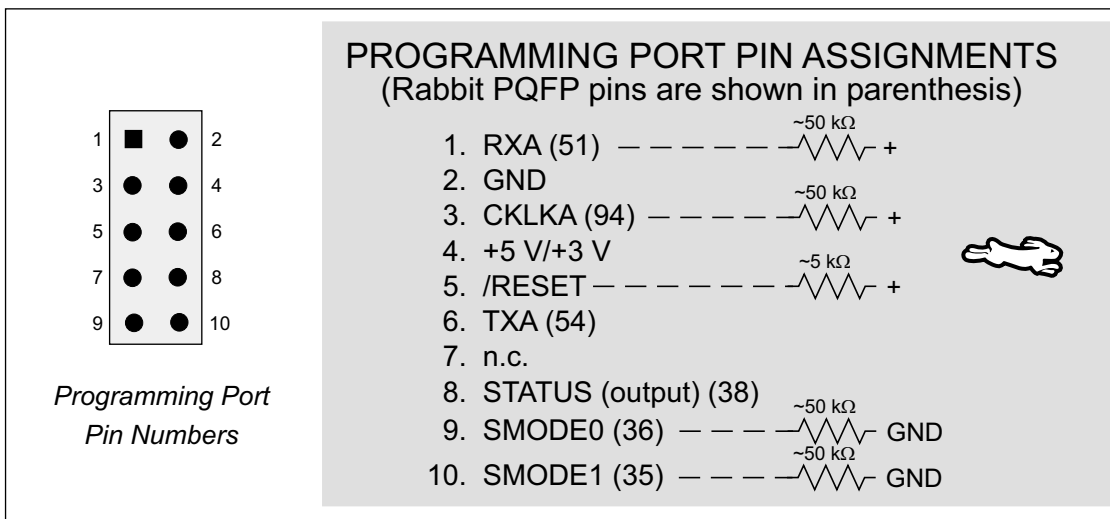 PROGRAMMING PORT PIN ASSIGNMENTS
(Rabbit PQFP pins are shown in parenthesis)
1 2
3 4
5 6
7 8
9 10
Programming Port
Pin Numbers
~50 kΩ
1. RXA (51) +
2. GND
~50 kΩ
3. CKLKA (94) +
4. +5 V/+3 V
~5 kΩ
5. /RESET +
6. TXA (54)
7. n.c.
8. STATUS (output) (38)
~50 kΩ
9. SMODE0 (36) GND
~50 kΩ
10. SMODE1 (35) GND